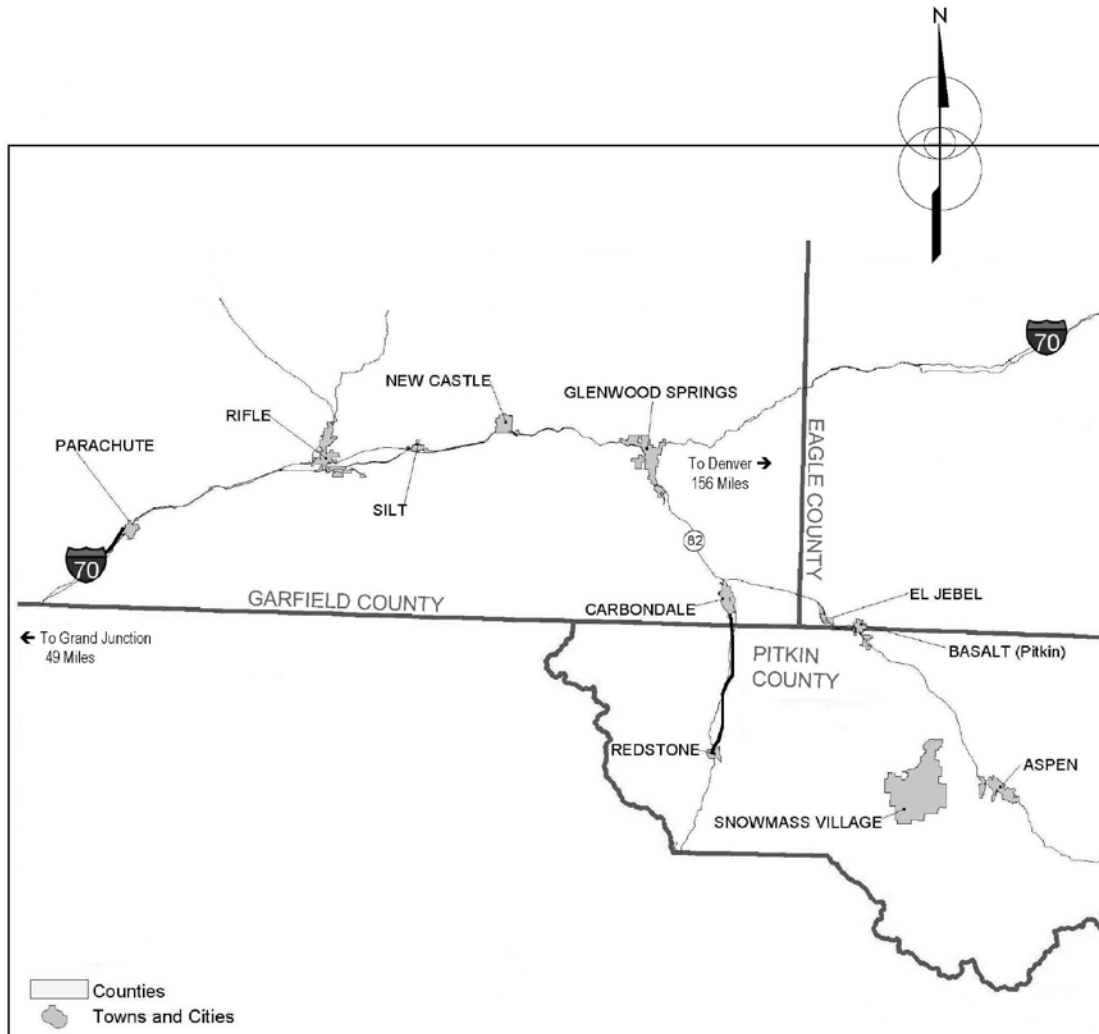 N
70
NEW CASTLE
GLENWOOD SPRINGS
RIFLE
PARACHUTE
EAGLE COUNTY
To Denver →
156 Miles
SILT
82
70
GARFIELD COUNTY
CARBONDALE
EL JEBEL
← To Grand Junction
49 Miles
BASALT (Pitkin)
PITKIN
COUNTY
REDSTONE
ASPEN
SNOWMASS VILLAGE
Counties
Towns and Cities